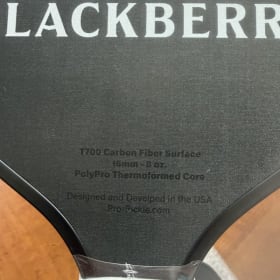 LACKBERR
T700 Carbon Fiber Surface
16mm - 8 oz.
PolyPro Thermoformed Core
Designed and Develped in the USA
Pro-Pickle.com